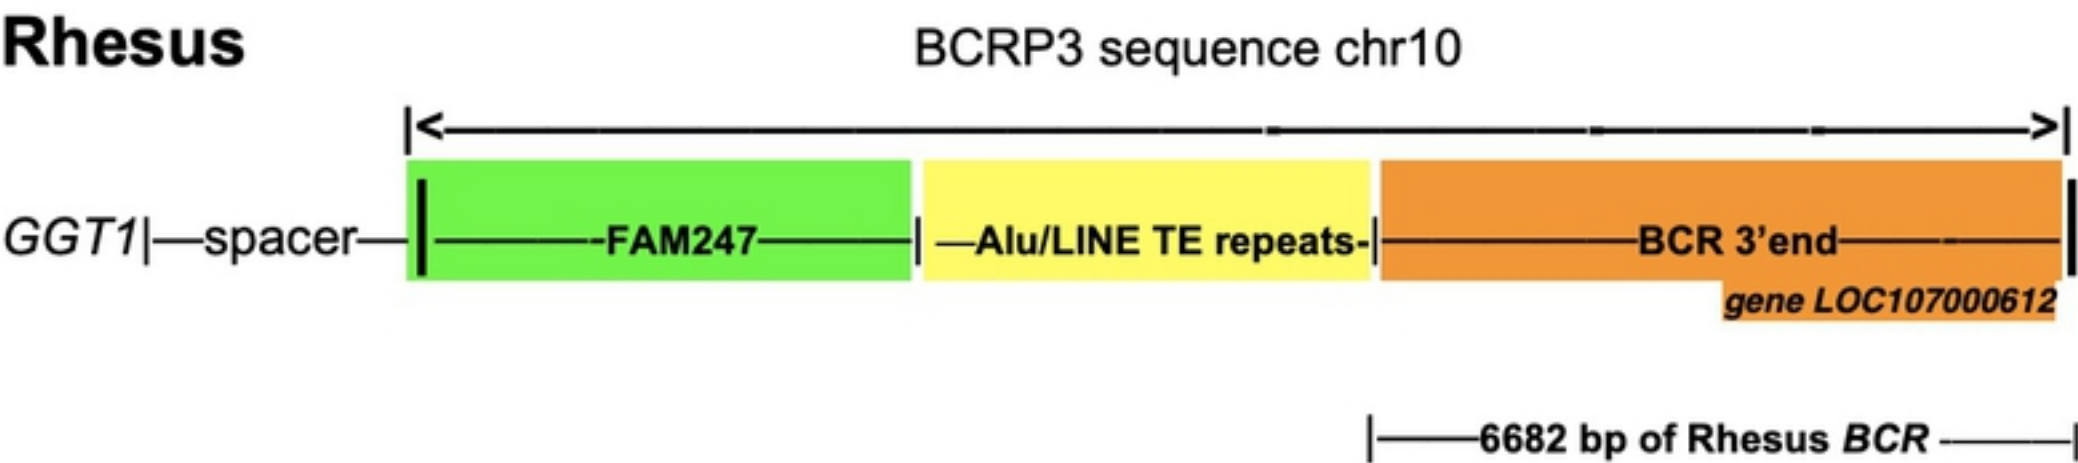 Rhesus
BCRP3 sequence chr10
GGT1|—spacer—
FAM247
Alu/LINE TE repeats-
BCR 3’end
gene LOC107000612
6682 bp of Rhesus BCR